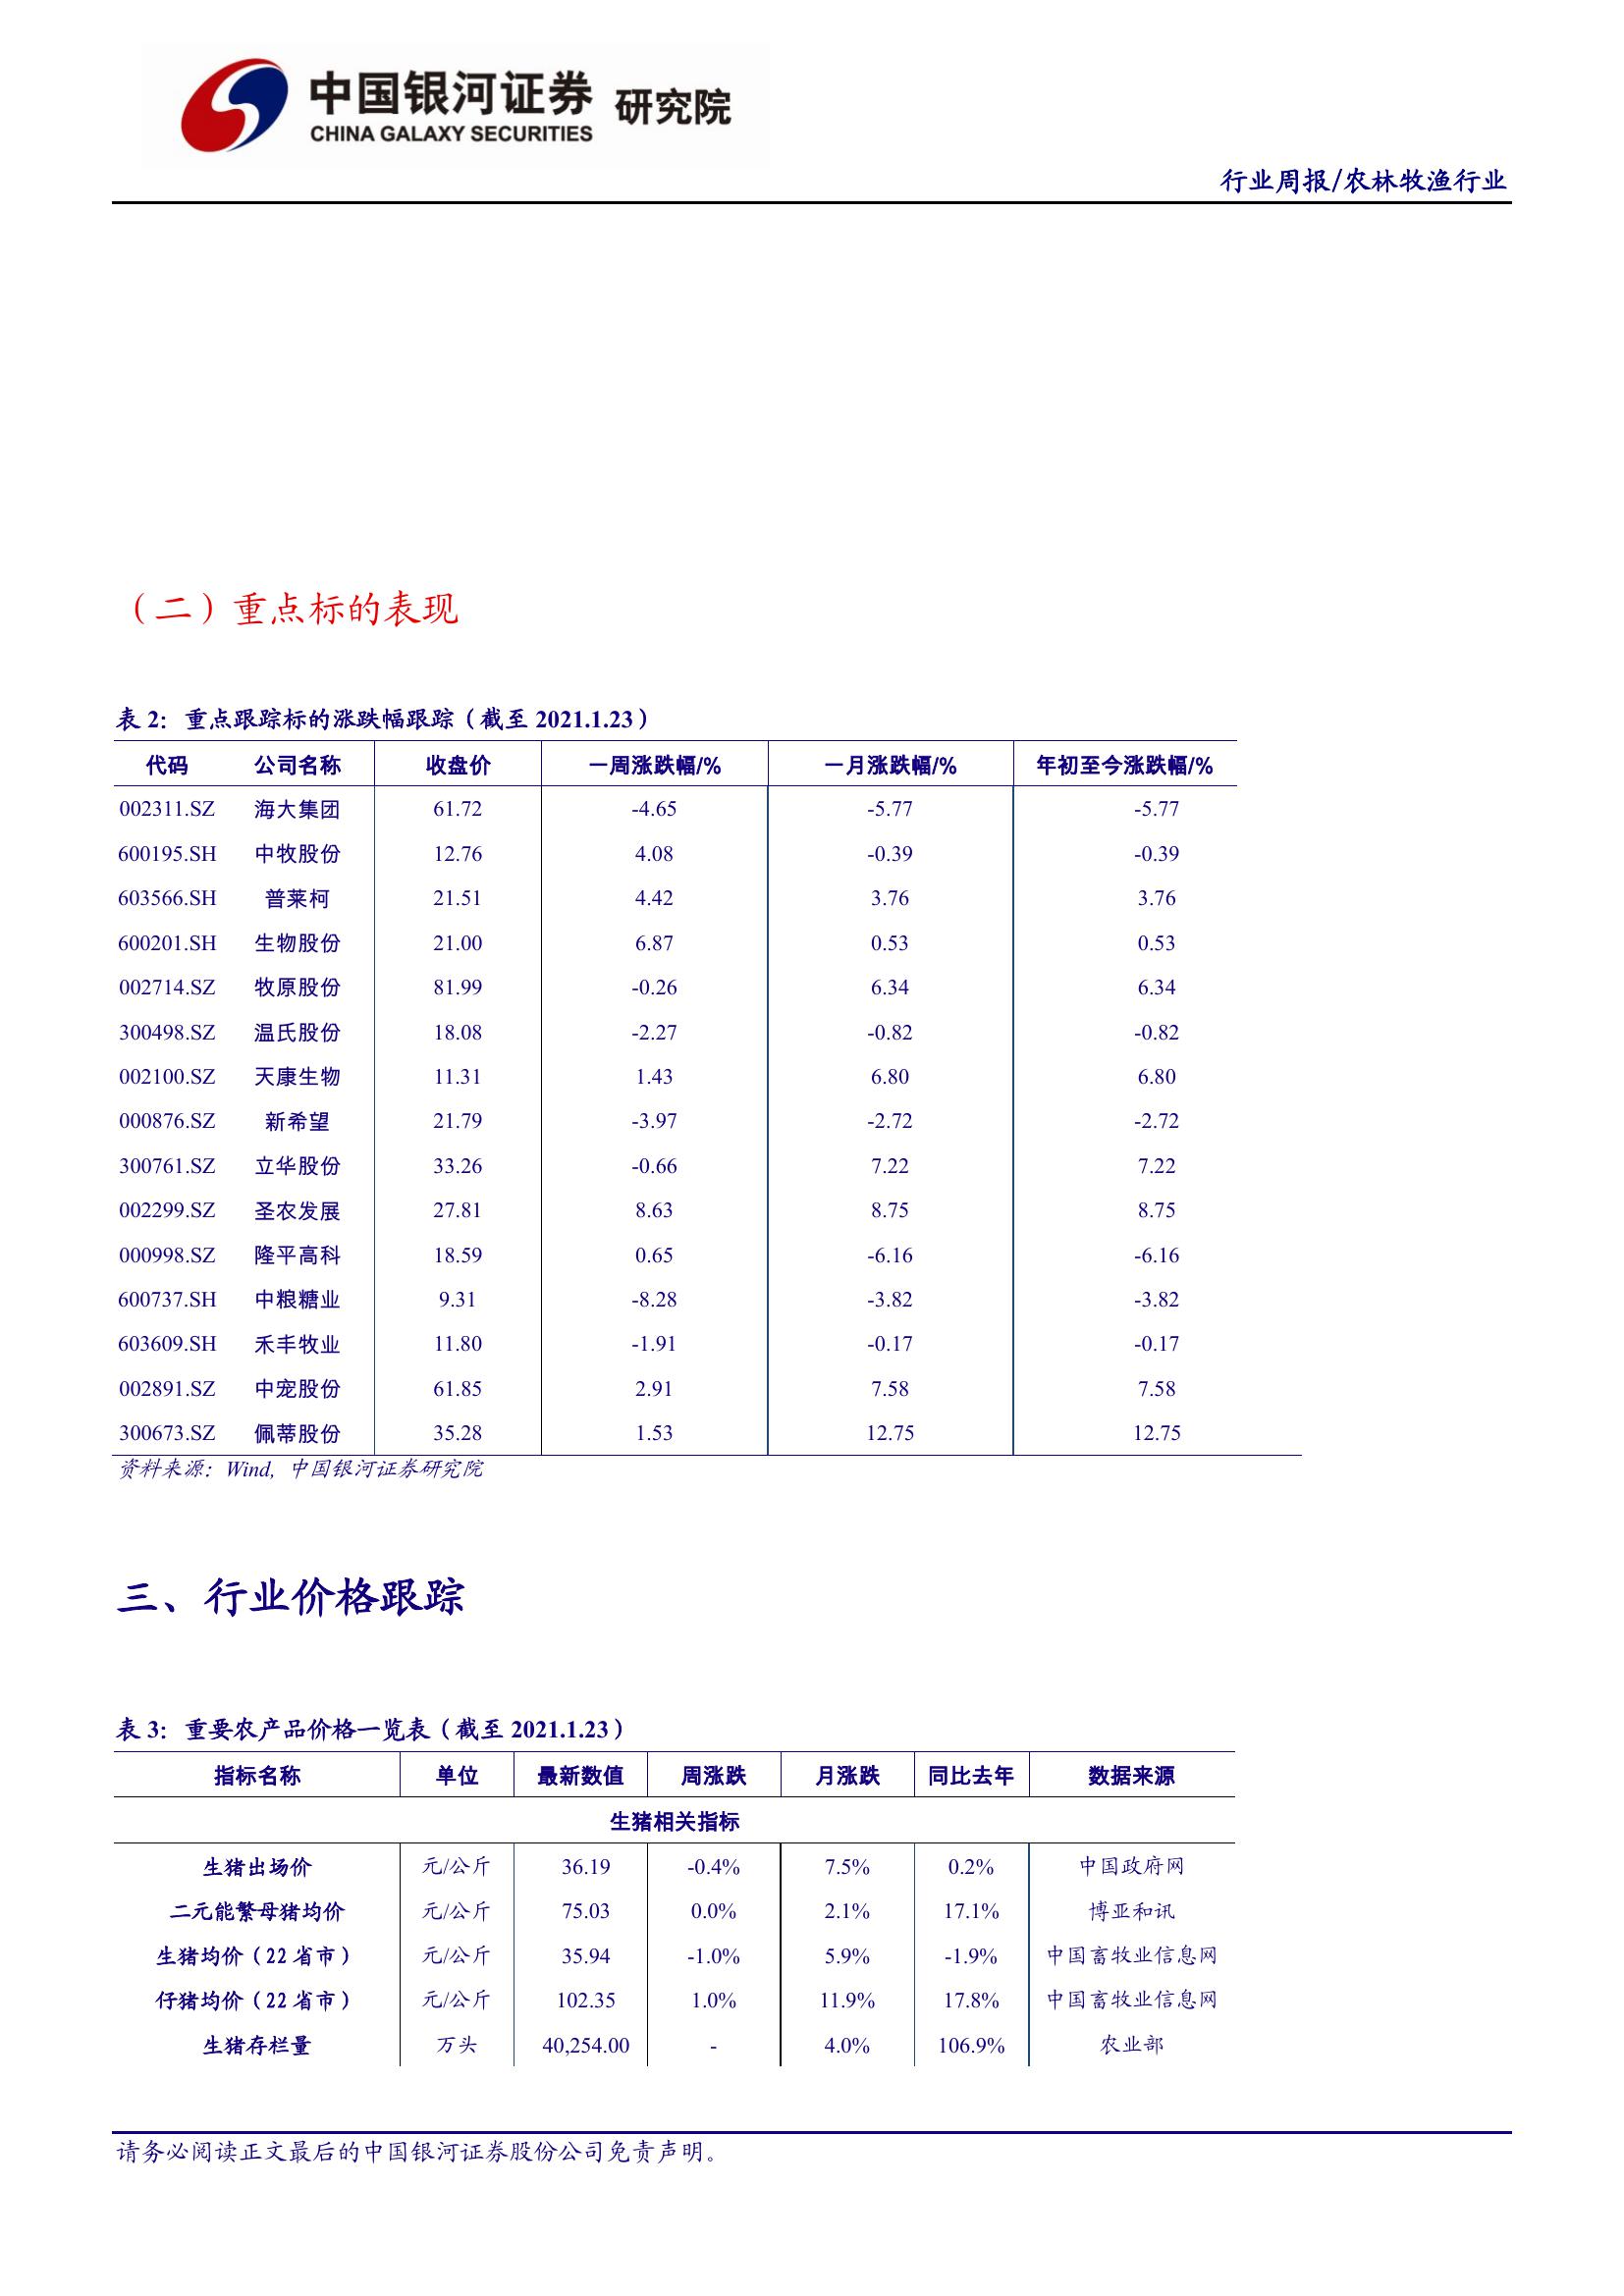 中国银河证券 研究院
CHINA GALAXY SECURITIES
行业周报/农林牧渔行业
（二）重点标的表现
表 2：重点跟踪标的涨跌幅跟踪（截至 2021.1.23）
代码 公司名称 收盘价 一周涨跌幅/% 一月涨跌幅/% 年初至今涨跌幅/%
002311.SZ 海大集团 61.72 -4.65 -5.77 -5.77
600195.SH 中牧股份 12.76 4.08 -0.39 -0.39
603566.SH 普莱柯 21.51 4.42 3.76 3.76
600201.SH 生物股份 21.00 6.87 0.53 0.53
002714.SZ 牧原股份 81.99 -0.26 6.34 6.34
300498.SZ 温氏股份 18.08 -2.27 -0.82 -0.82
002100.SZ 天康生物 11.31 1.43 6.80 6.80
000876.SZ 新希望 21.79 -3.97 -2.72 -2.72
300761.SZ 立华股份 33.26 -0.66 7.22 7.22
002299.SZ 圣农发展 27.81 8.63 8.75 8.75
000998.SZ 隆平高科 18.59 0.65 -6.16 -6.16
600737.SH 中粮糖业 9.31 -8.28 -3.82 -3.82
603609.SH 禾丰牧业 11.80 -1.91 -0.17 -0.17
002891.SZ 中宠股份 61.85 2.91 7.58 7.58
300673.SZ 佩蒂股份 35.28 1.53 12.75 12.75
资料来源：Wind，中国银河证券研究院
三、行业价格跟踪
表 3：重要农产品价格一览表（截至 2021.1.23）
指标名称 单位 最新数值 周涨跌 月涨跌 同比去年 数据来源
生猪相关指标
生猪出场价 元/公斤 36.19 -0.4% 7.5% 0.2% 中国政府网
二元能繁母猪均价 元/公斤 75.03 0.0% 2.1% 17.1% 博亚和讯
生猪均价（22 省市） 元/公斤 35.94 -1.0% 5.9% -1.9% 中国畜牧业信息网
仔猪均价（22 省市） 元/公斤 102.35 1.0% 11.9% 17.8% 中国畜牧业信息网
生猪存栏量 万头 40,254.00 - 4.0% 106.9% 农业部
请务必阅读正文最后的中国银河证券股份公司免责声明。